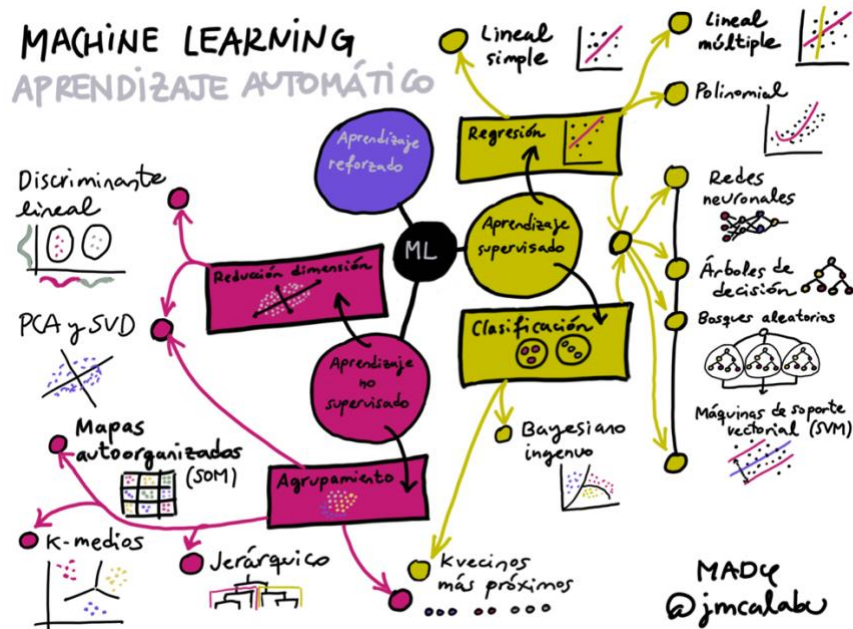 MACHINE LEARNING
APRENDIZAJE AUTOMÁTICO
Aprendizaje
reforzado
ML
Aprendizaje
supervisado
Regresión
Lineal
simple
Lineal
múltiple
Polinomial
Redes
neuronales
Árboles de
decisión
Bosques aleatorios
Máquinas de soporte
vectorial (SVM)
Clasificación
Bayesiano
ingenuo
K vecinos
más próximos
Aprendizaje
no
supervisado
Reducción dimensión
Discriminante
lineal
PCA y SVD
Agrupamiento
Mapas
autoorganizadas
(SOM)
K-medios
Jerárquico
MADY
@jmcalabu